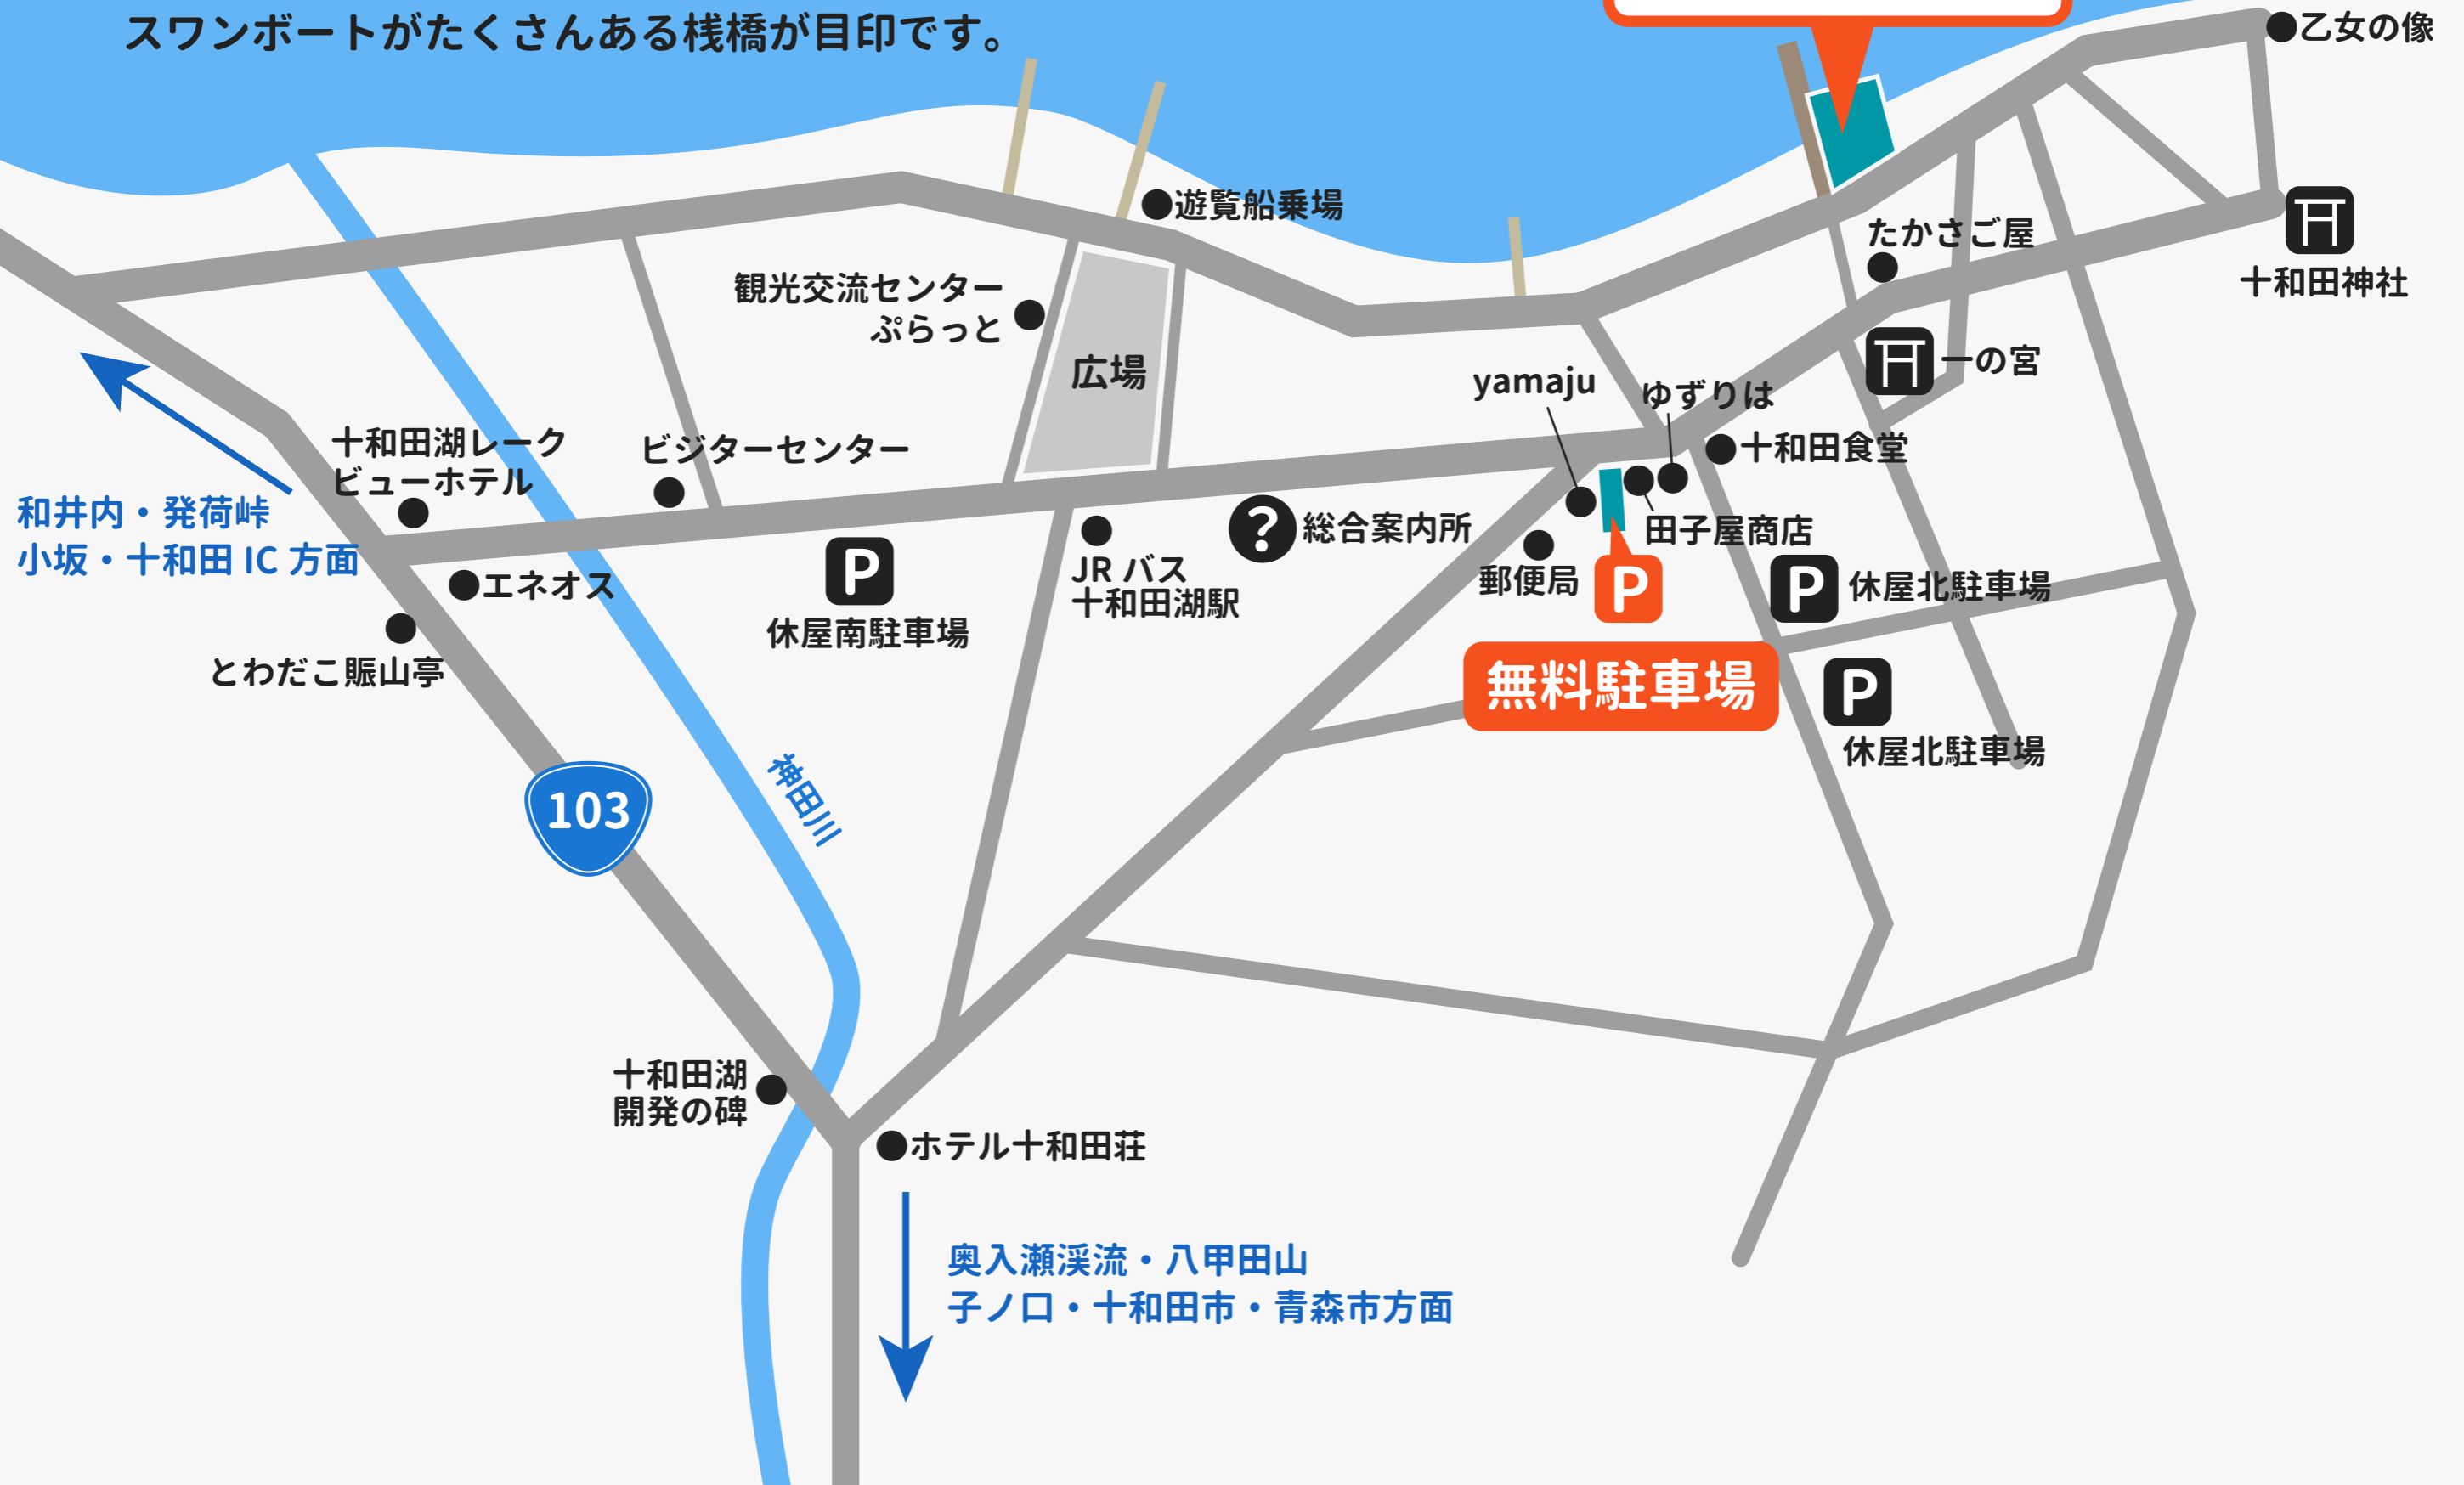 スワンボートがたくさんある桟橋が目印です。
乙女の像
遊覧船乗場
たかさご屋
十和田神社
観光交流センター
ぷらっと
広場
一の宮
yamaju
ゆずりは
十和田食堂
十和田湖レーク
ビューホテル
ビジターセンター
和井内・発荷峠
小坂・十和田 IC 方面
総合案内所
?
田子屋商店
エネオス
P
休屋南駐車場
JR バス
十和田湖駅
郵便局
P
P
休屋北駐車場
とわだこ賑山亭
無料駐車場
P
休屋北駐車場
103
神田川
十和田湖
開発の碑
ホテル十和田荘
奥入瀬渓流・八甲田山
子ノ口・十和田市・青森市方面